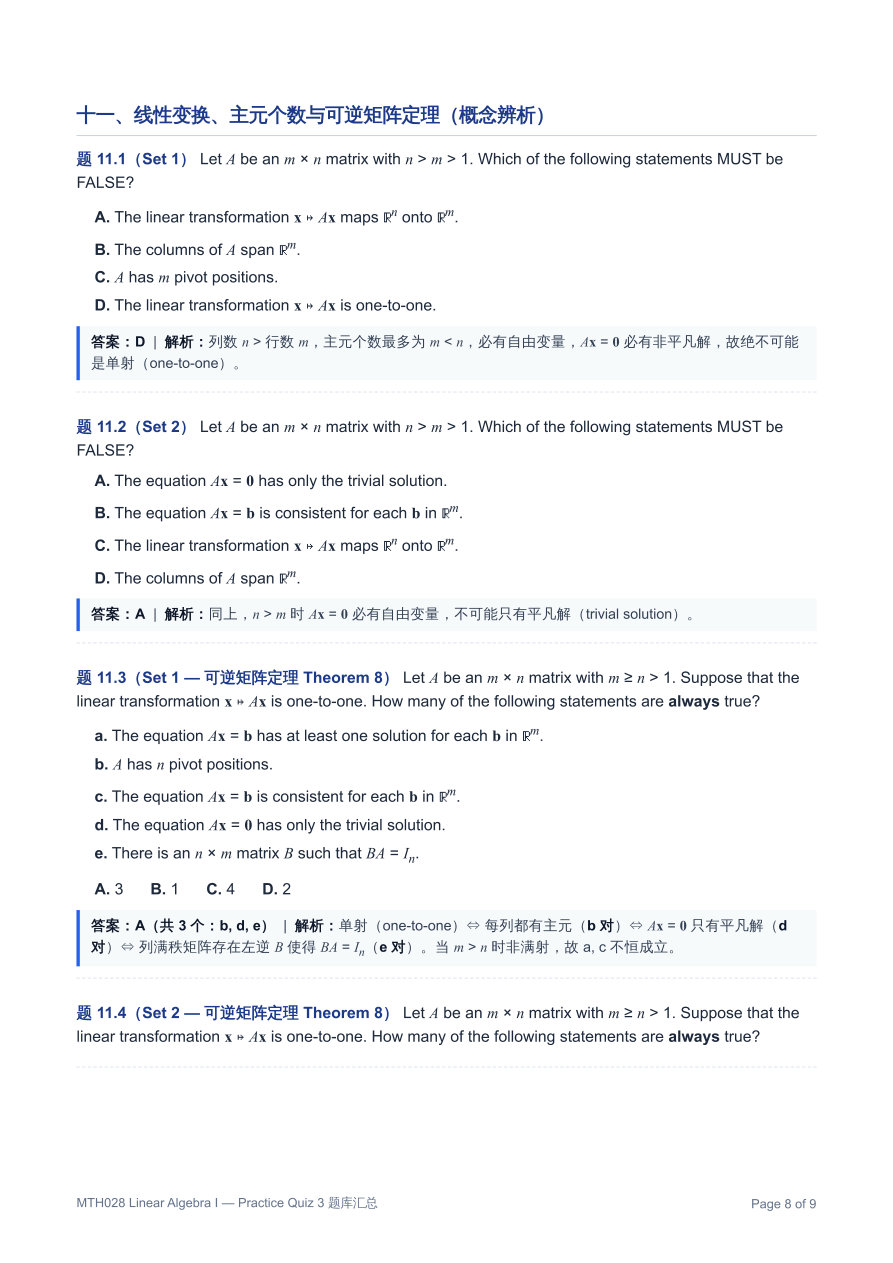 十一、线性变换、主元个数与可逆矩阵定理（概念辨析）
题 11.1（Set 1） Let A be an m × n matrix with n > m > 1. Which of the following statements MUST be
FALSE?
A. The linear transformation x ↦ Ax maps ℝⁿ onto ℝᵐ.
B. The columns of A span ℝᵐ.
C. A has m pivot positions.
D. The linear transformation x ↦ Ax is one-to-one.
答案：D | 解析：列数 n > 行数 m，主元个数最多为 m < n，必有自由变量，Ax = 0 必有非平凡解，故绝不可能
是单射（one-to-one）。
题 11.2（Set 2） Let A be an m × n matrix with n > m > 1. Which of the following statements MUST be
FALSE?
A. The equation Ax = 0 has only the trivial solution.
B. The equation Ax = b is consistent for each b in ℝᵐ.
C. The linear transformation x ↦ Ax maps ℝⁿ onto ℝᵐ.
D. The columns of A span ℝᵐ.
答案：A | 解析：同上，n > m 时 Ax = 0 必有自由变量，不可能只有平凡解（trivial solution）。
题 11.3（Set 1 — 可逆矩阵定理 Theorem 8） Let A be an m × n matrix with m ≥ n > 1. Suppose that the
linear transformation x ↦ Ax is one-to-one. How many of the following statements are always true?
a. The equation Ax = b has at least one solution for each b in ℝᵐ.
b. A has n pivot positions.
c. The equation Ax = b is consistent for each b in ℝᵐ.
d. The equation Ax = 0 has only the trivial solution.
e. There is an n × m matrix B such that BA = Iₙ.
A. 3 B. 1 C. 4 D. 2
答案：A（共 3 个：b, d, e） | 解析：单射（one-to-one）⇔ 每列都有主元（b 对）⇔ Ax = 0 只有平凡解（d
对）⇔ 列满秩矩阵存在左逆 B 使得 BA = Iₙ（e 对）。当 m > n 时非满射，故 a, c 不恒成立。
题 11.4（Set 2 — 可逆矩阵定理 Theorem 8） Let A be an m × n matrix with m ≥ n > 1. Suppose that the
linear transformation x ↦ Ax is one-to-one. How many of the following statements are always true?
MTH028 Linear Algebra I — Practice Quiz 3 题库汇总
Page 8 of 9